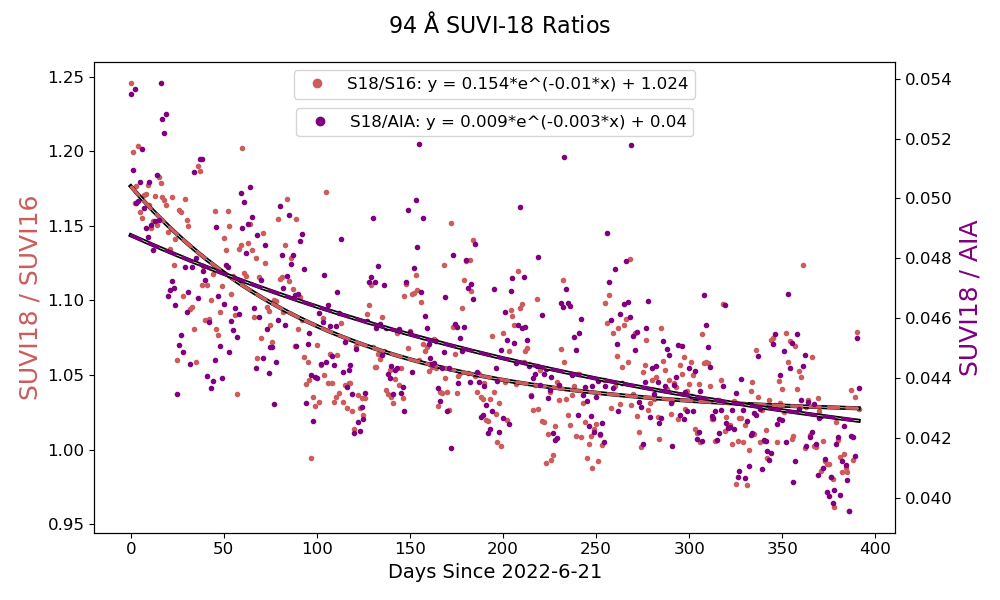 94 Å SUVI-18 Ratios
S18/S16: y = 0.154*e^(-0.01*x) + 1.024
S18/AIA: y = 0.009*e^(-0.003*x) + 0.04
SUVI18 / SUVI16
1.25
1.20
1.15
1.10
1.05
1.00
0.95
0.054
0.052
0.050
0.048
0.046
0.044
0.042
0.040
SUVI18 / AIA
0 50 100 150 200 250 300 350 400
Days Since 2022-6-21